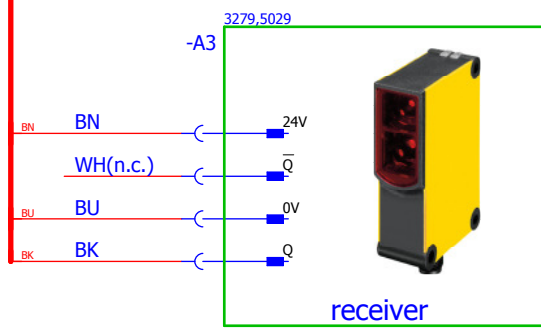 3279,5029
-A3
BN BN 24V
WH(n.c.) Q̅
BU BU 0V
BK BK Q
receiver